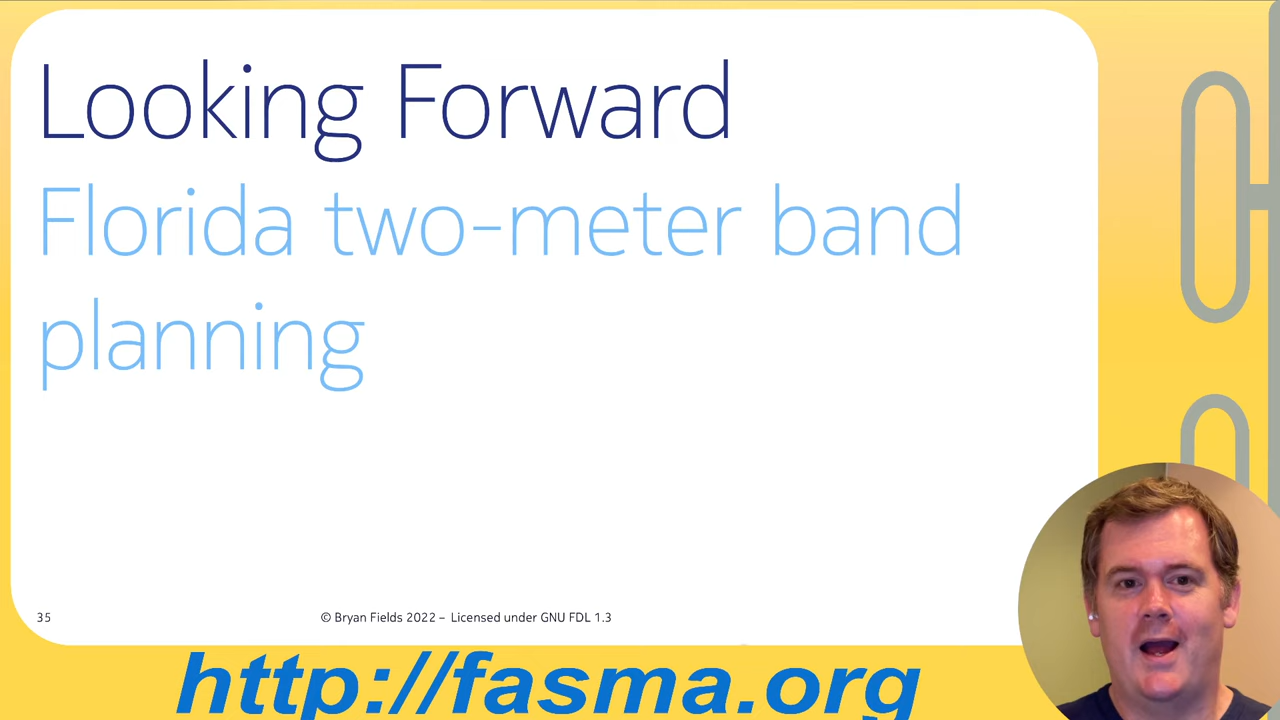 Looking Forward
Florida two-meter band
planning
35 © Bryan Fields 2022 – Licensed under GNU FDL 1.3
http://fasma.org